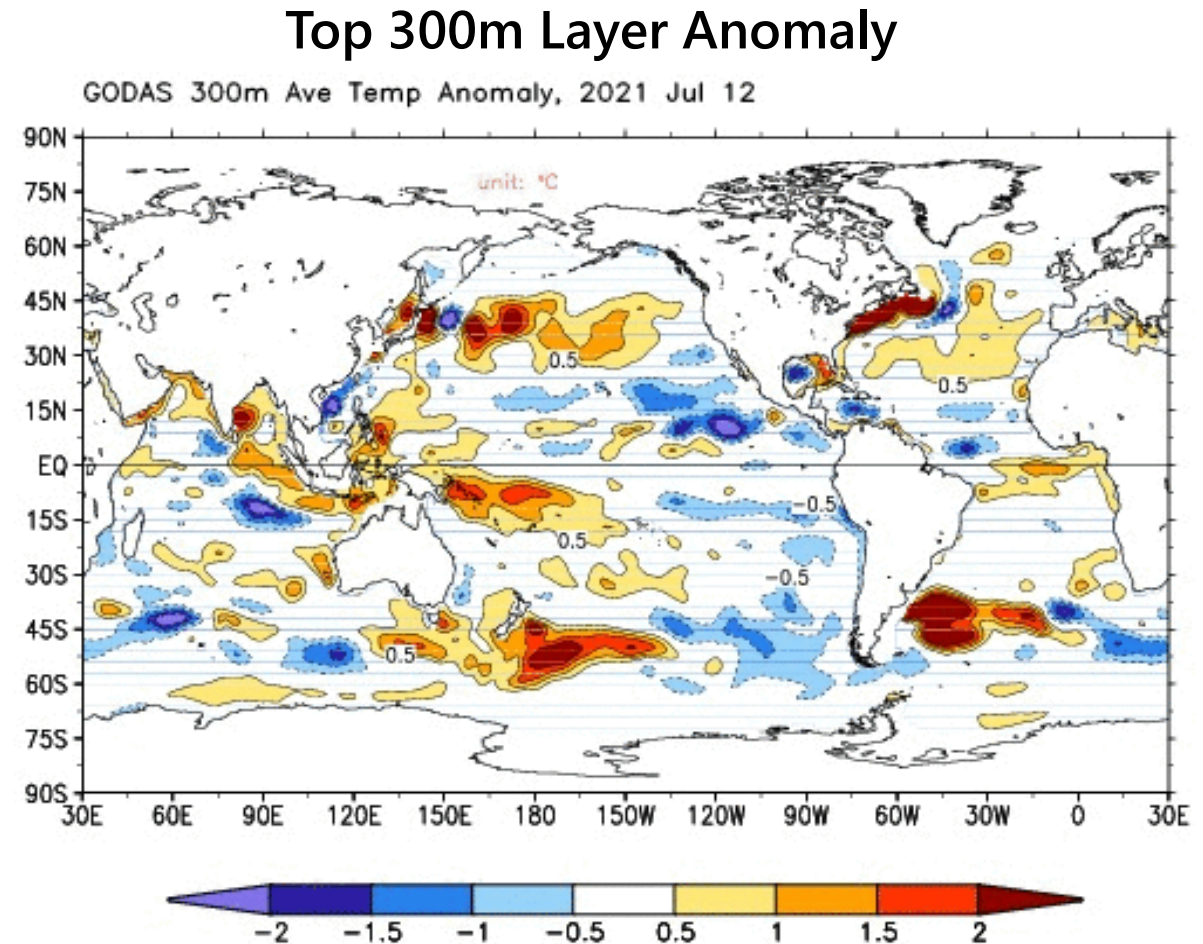 Top 300m Layer Anomaly
GODAS 300m Ave Temp Anomaly, 2021 Jul 12
90N
75N
unit: °C
60N
45N
30N
0.5
0.5
15N
EQ
-0.5
15S
0.5
30S
-0.5
45S
0.5
60S
75S
90S
30E 60E 90E 120E 150E 180 150W 120W 90W 60W 30W 0 30E
-2 -1.5 -1 -0.5 0.5 1 1.5 2